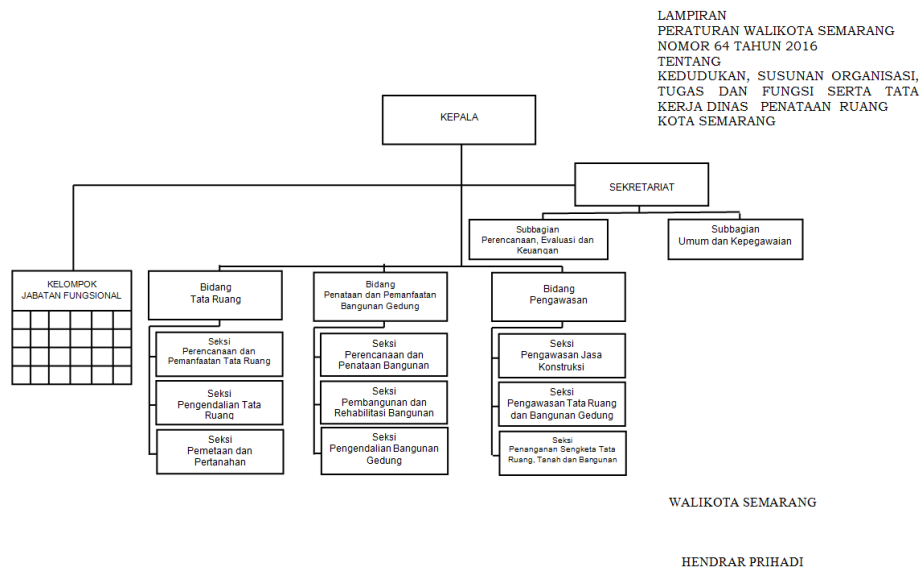 LAMPIRAN
PERATURAN WALIKOTA SEMARANG
NOMOR 64 TAHUN 2016
TENTANG
KEDUDUKAN, SUSUNAN ORGANISASI,
TUGAS DAN FUNGSI SERTA TATA
KERJA DINAS PENATAAN RUANG
KOTA SEMARANG
KEPALA
SEKRETARIAT
Subbagian
Perencanaan, Evaluasi dan
Keuangan
Subbagian
Umum dan Kepegawaian
KELOMPOK
JABATAN FUNGSIONAL
Bidang
Tata Ruang
Seksi
Perencanaan dan
Pemanfaatan Tata Ruang
Seksi
Pengendalian Tata
Ruang
Seksi
Pemetaan dan
Pertanahan
Bidang
Penataan dan Pemanfaatan
Bangunan Gedung
Seksi
Perencanaan dan
Penataan Bangunan
Seksi
Pembangunan dan
Rehabilitasi Bangunan
Seksi
Pengendalian Bangunan
Gedung
Bidang
Pengawasan
Seksi
Pengawasan Jasa
Konstruksi
Seksi
Pengawasan Tata Ruang
dan Bangunan Gedung
Seksi
Penanganan Sengketa Tata
Ruang, Tanah dan Bangunan
WALIKOTA SEMARANG
HENDRAR PRIHADI